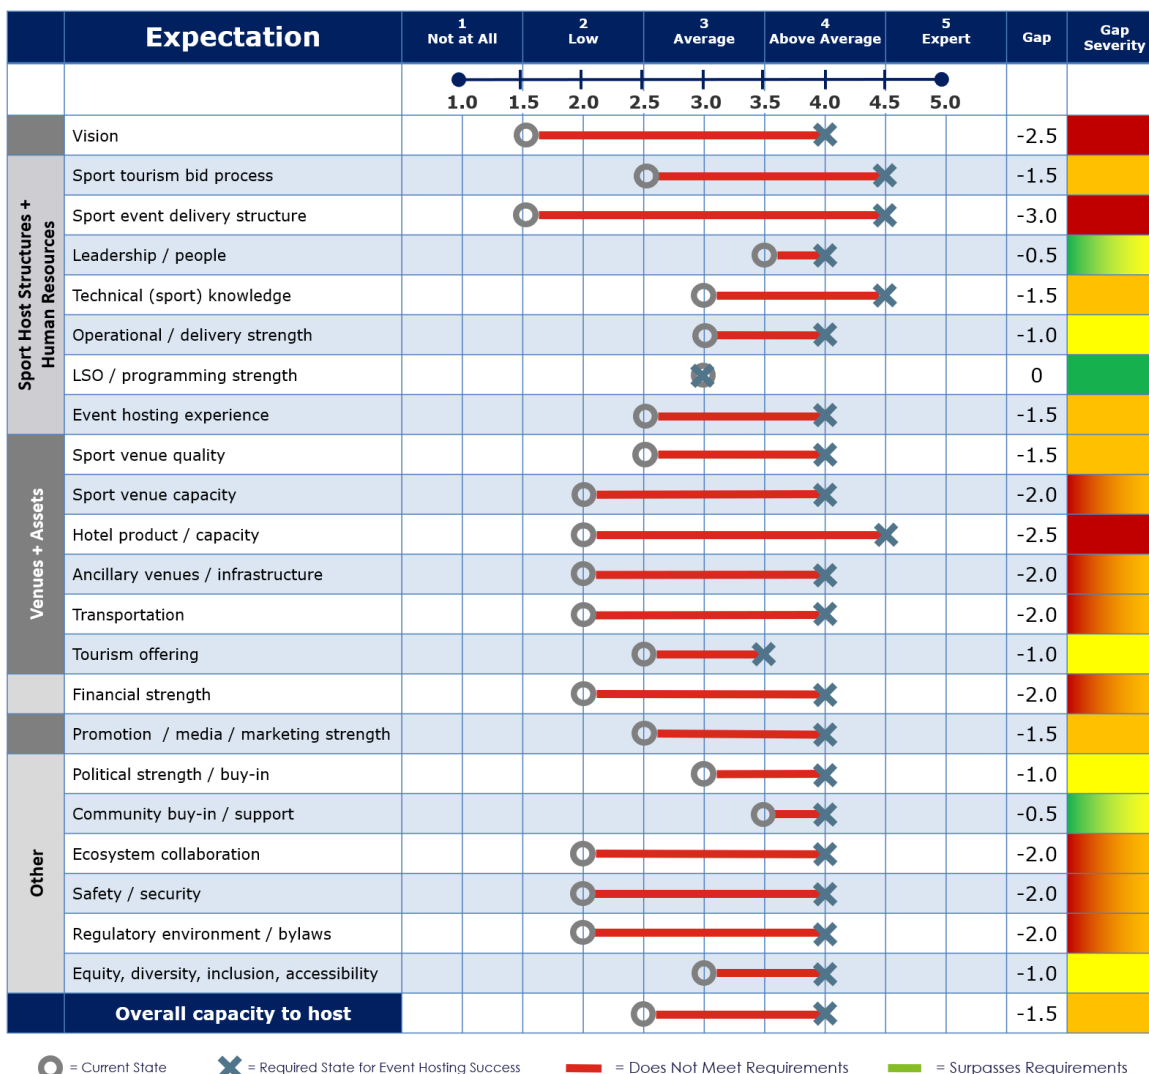 Expectation
1
Not at All
2
Low
3
Average
4
Above Average
5
Expert
Gap
Gap
Severity
1.0 1.5 2.0 2.5 3.0 3.5 4.0 4.5 5.0
Vision -2.5
Sport Host Structures +
Human Resources
Sport tourism bid process -1.5
Sport event delivery structure -3.0
Leadership / people -0.5
Technical (sport) knowledge -1.5
Operational / delivery strength -1.0
LSO / programming strength 0
Event hosting experience -1.5
Venues + Assets
Sport venue quality -1.5
Sport venue capacity -2.0
Hotel product / capacity -2.5
Ancillary venues / infrastructure -2.0
Transportation -2.0
Tourism offering -1.0
Financial strength -2.0
Promotion / media / marketing strength -1.5
Other
Political strength / buy-in -1.0
Community buy-in / support -0.5
Ecosystem collaboration -2.0
Safety / security -2.0
Regulatory environment / bylaws -2.0
Equity, diversity, inclusion, accessibility -1.0
Overall capacity to host -1.5
= Current State = Required State for Event Hosting Success = Does Not Meet Requirements = Surpasses Requirements